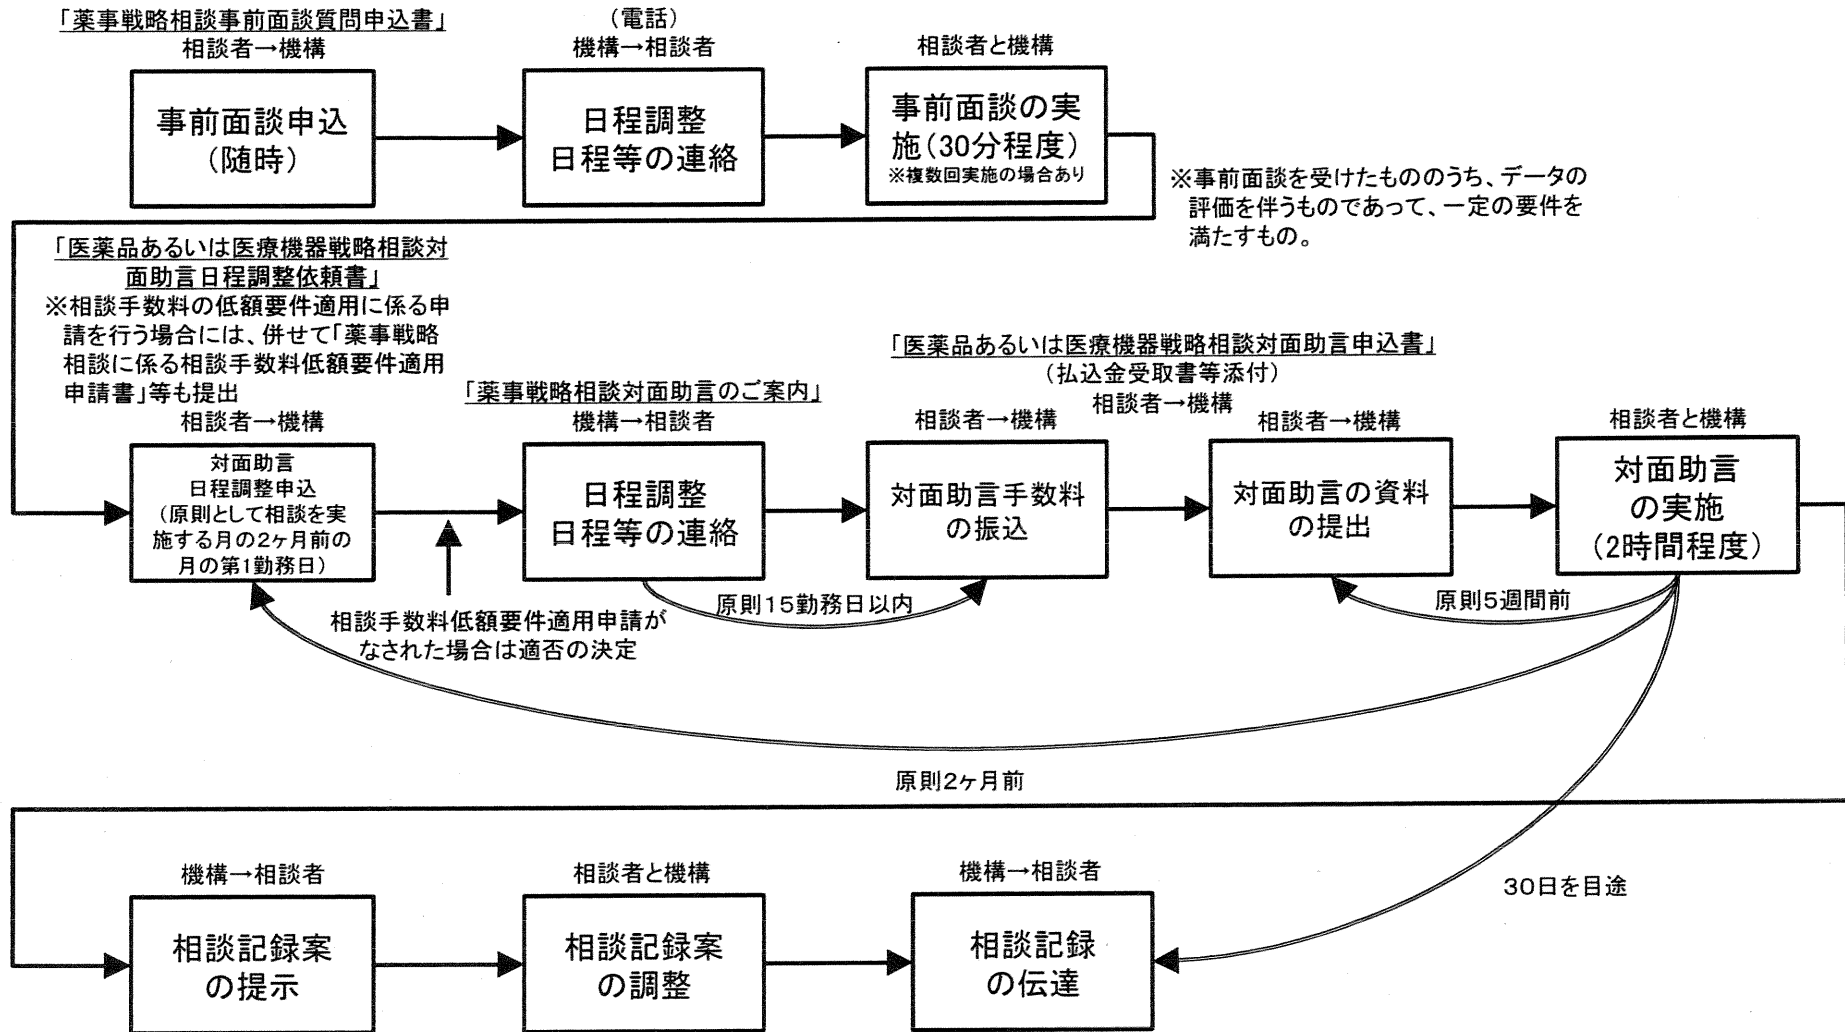 「薬事戦略相談事前面談質問申込書」
相談者→機構
事前面談申込
(随時)
(電話)
機構→相談者
日程調整
日程等の連絡
相談者と機構
事前面談の実
施(30分程度)
※複数回実施の場合あり
※事前面談を受けたもののうち、データの
評価を伴うものであって、一定の要件を
満たすもの。
「医薬品あるいは医療機器戦略相談対
面助言日程調整依頼書」
※相談手数料の低額要件適用に係る申
請を行う場合には、併せて「薬事戦略
相談に係る相談手数料低額要件適用
申請書」等も提出
相談者→機構
対面助言
日程調整申込
(原則として相談を実
施する月の2ヶ月前の
月の第1勤務日)
相談手数料低額要件適用申請が
なされた場合は適否の決定
「薬事戦略相談対面助言のご案内」
機構→相談者
日程調整
日程等の連絡
原則15勤務日以内
「医薬品あるいは医療機器戦略相談対面助言申込書」
(払込金受取書等添付)
相談者→機構
相談者→機構
対面助言手数料
の振込
相談者→機構
対面助言の資料
の提出
原則5週間前
相談者と機構
対面助言
の実施
(2時間程度)
原則2ヶ月前
30日を目途
機構→相談者
相談記録案
の提示
相談者と機構
相談記録案
の調整
機構→相談者
相談記録
の伝達